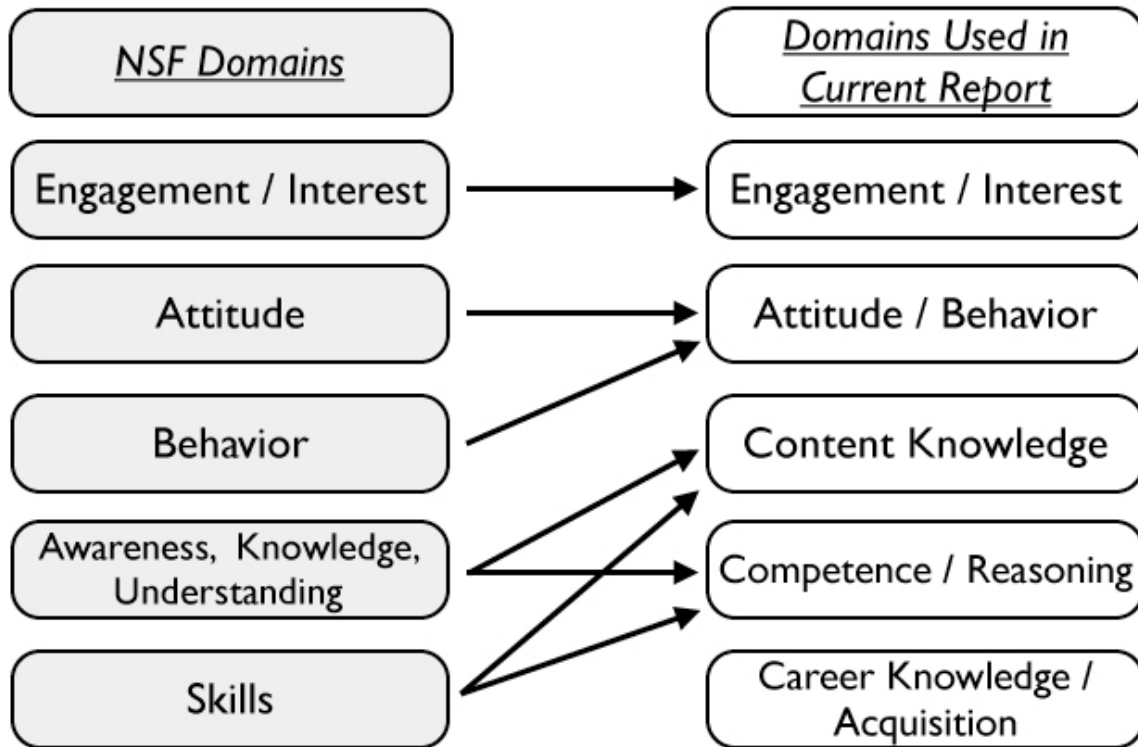 NSF Domains
Domains Used in
Current Report
Engagement / Interest
Engagement / Interest
Attitude
Attitude / Behavior
Behavior
Content Knowledge
Awareness, Knowledge,
Understanding
Competence / Reasoning
Skills
Career Knowledge /
Acquisition